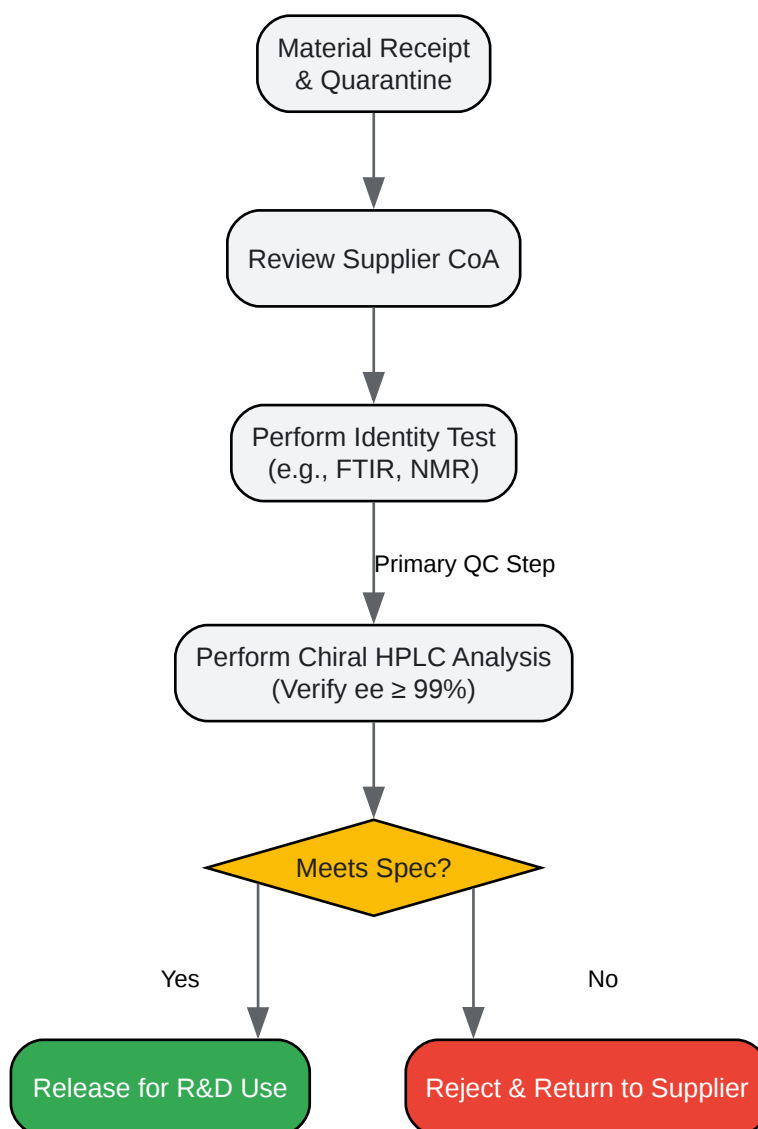 Material Receipt
& Quarantine
Review Supplier CoA
Perform Identity Test
(e.g., FTIR, NMR)
Primary QC Step
Perform Chiral HPLC Analysis
(Verify ee ≥ 99%)
Meets Spec?
Yes
No
Release for R&D Use
Reject & Return to Supplier